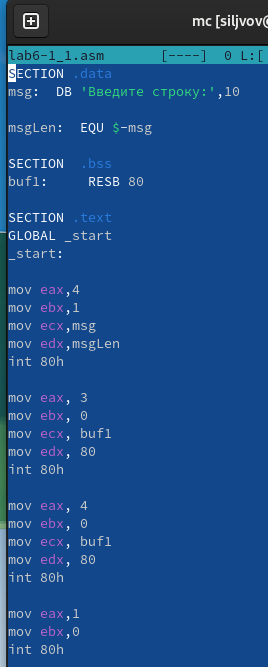 mc [siljvov@
lab6-1_1.asm [----] 0 L:[
SECTION .data
msg: DB 'Введите строку:',10
msgLen: EQU $-msg
SECTION .bss
buf1: RESB 80
SECTION .text
GLOBAL _start
_start:
mov eax,4
mov ebx,1
mov ecx,msg
mov edx,msgLen
int 80h
mov eax, 3
mov ebx, 0
mov ecx, buf1
mov edx, 80
int 80h
mov eax, 4
mov ebx, 0
mov ecx, buf1
mov edx, 80
int 80h
mov eax,1
mov ebx,0
int 80h